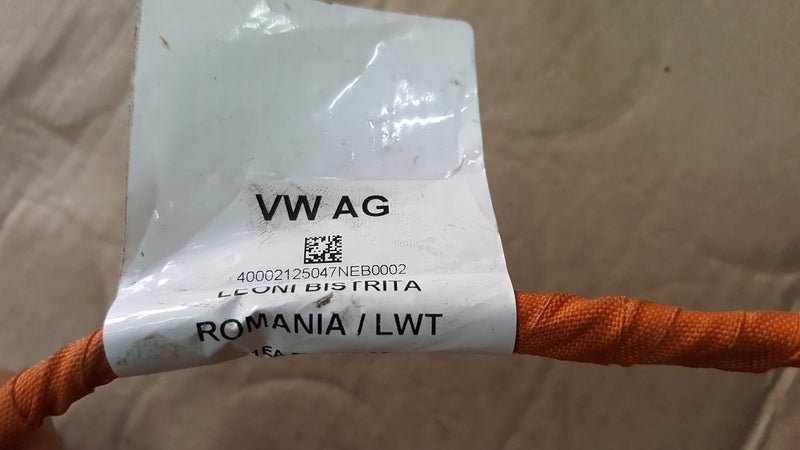 VW AG
40002125047NEB0002
LEONI BISTRITA
ROMANIA / LWT